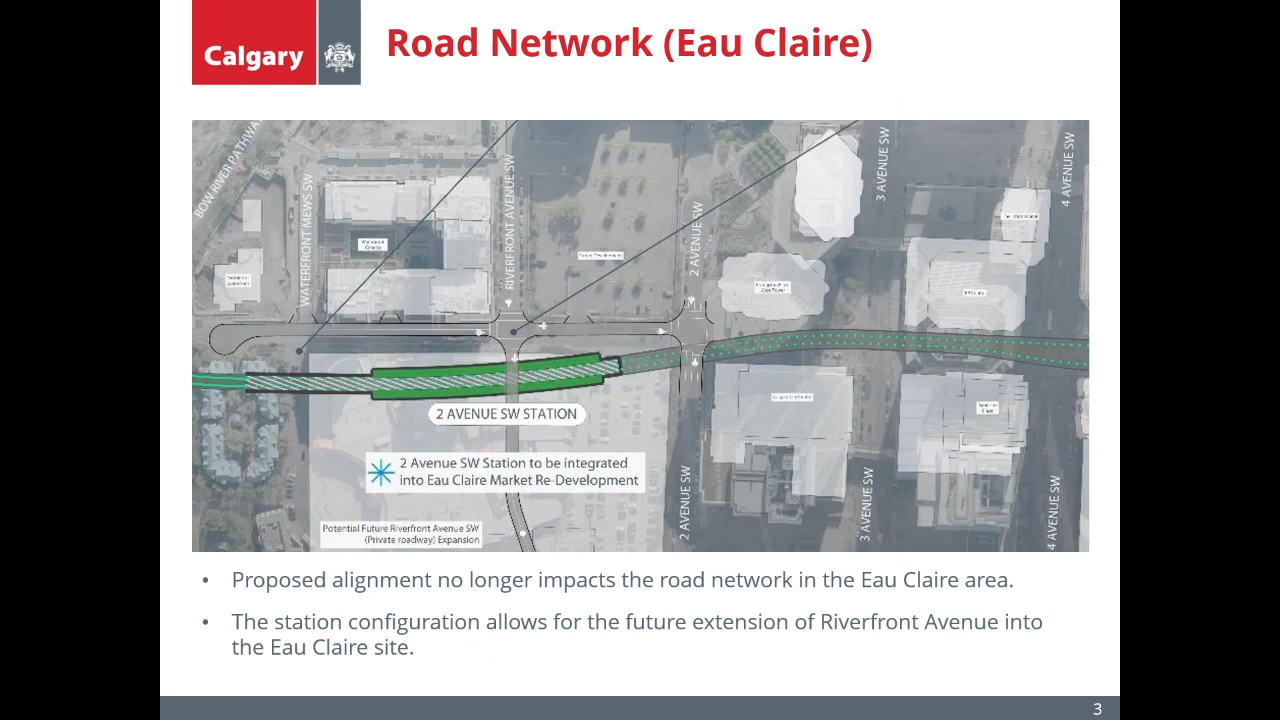 Calgary
Road Network (Eau Claire)
BOW RIVER PATHWA
WATERFRONT MEWS SW
RIVERFRONT AVENUE SW
2 AVENUE SW
3 AVENUE SW
4 AVENUE SW
Future Development
2 AVENUE SW STATION
2 Avenue SW Station to be integrated
into Eau Claire Market Re-Development
Potential Future Riverfront Avenue SW
(Private roadway) Expansion
2 AVENUE SW
3 AVENUE SW
4 AVENUE SW
• Proposed alignment no longer impacts the road network in the Eau Claire area.
• The station configuration allows for the future extension of Riverfront Avenue into
the Eau Claire site.
3